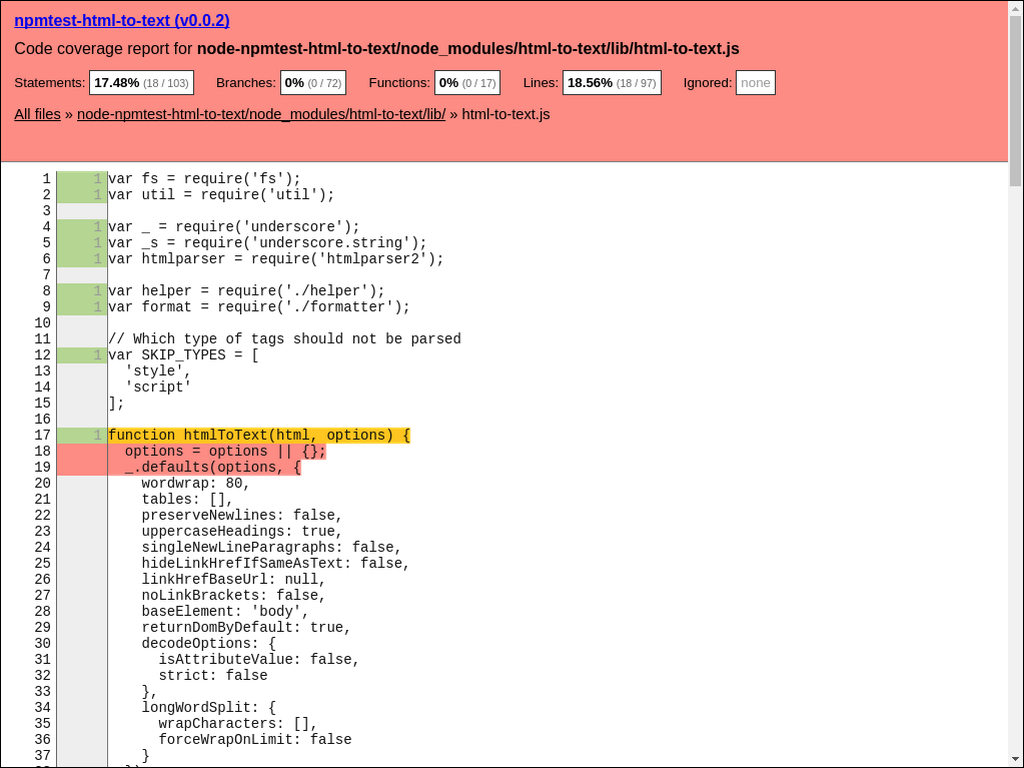 npmtest-html-to-text (v0.0.2)
Code coverage report for node-npmtest-html-to-text/node_modules/html-to-text/lib/html-to-text.js
Statements: 17.48% (18 / 103) Branches: 0% (0 / 72) Functions: 0% (0 / 17) Lines: 18.56% (18 / 97) Ignored: none
All files » node-npmtest-html-to-text/node_modules/html-to-text/lib/ » html-to-text.js
1 1 var fs = require('fs');
2 1 var util = require('util');
3
4 1 var _ = require('underscore');
5 1 var _s = require('underscore.string');
6 1 var htmlparser = require('htmlparser2');
7
8 1 var helper = require('./helper');
9 1 var format = require('./formatter');
10
11 // Which type of tags should not be parsed
12 1 var SKIP_TYPES = [
13 'style',
14 'script'
15 ];
16
17 1 function htmlToText(html, options) {
18 options = options || {};
19 _.defaults(options, {
20 wordwrap: 80,
21 tables: [],
22 preserveNewlines: false,
23 uppercaseHeadings: true,
24 singleNewLineParagraphs: false,
25 hideLinkHrefIfSameAsText: false,
26 linkHrefBaseUrl: null,
27 noLinkBrackets: false,
28 baseElement: 'body',
29 returnDomByDefault: true,
30 decodeOptions: {
31 isAttributeValue: false,
32 strict: false
33 },
34 longWordSplit: {
35 wrapCharacters: [],
36 forceWrapOnLimit: false
37 }